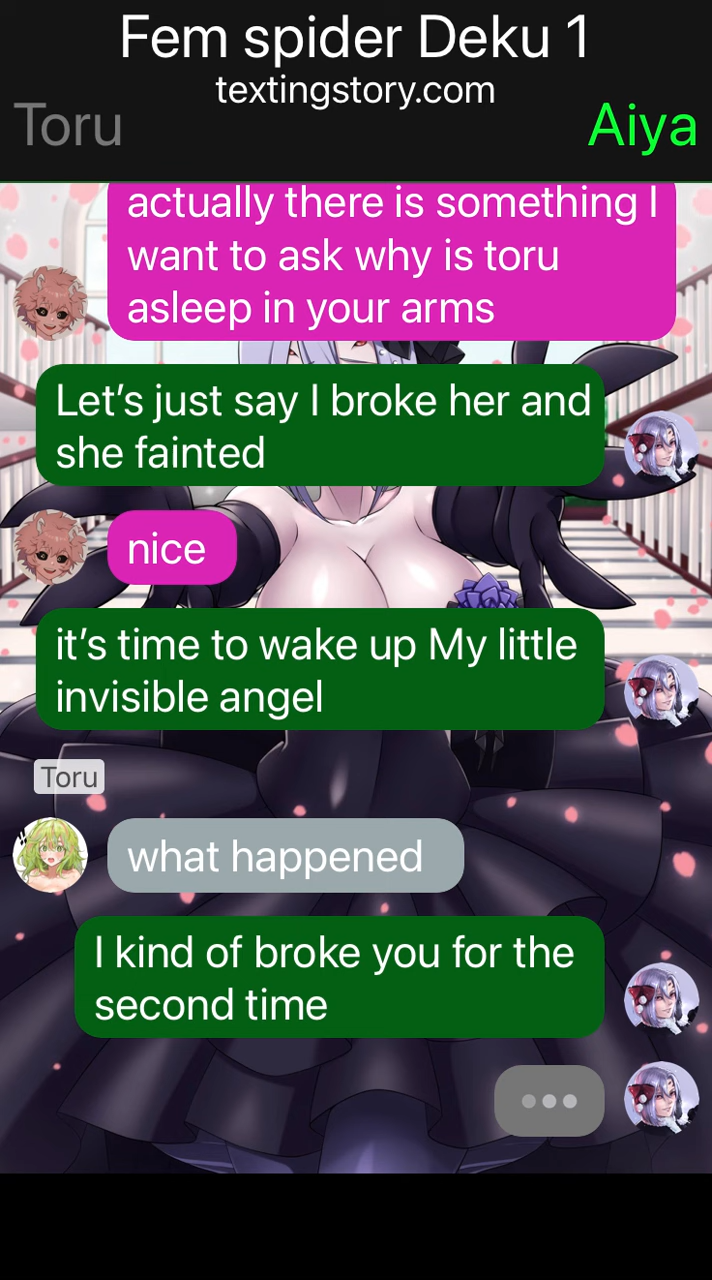 Fem spider Deku 1
textingstory.com
Toru
Aiya
actually there is something I
want to ask why is toru
asleep in your arms
Let’s just say I broke her and
she fainted
nice
it’s time to wake up My little
invisible angel
Toru
what happened
I kind of broke you for the
second time